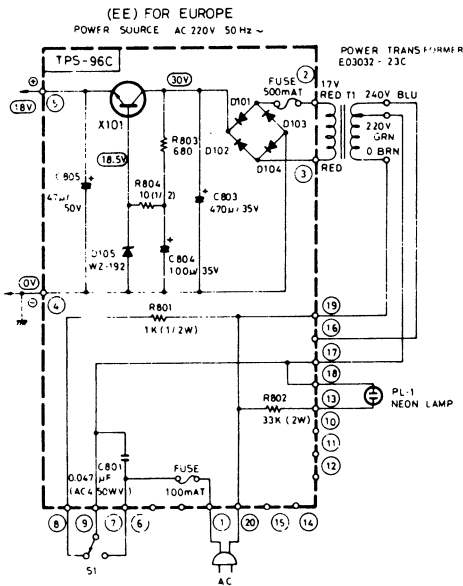 (EE) FOR EUROPE
POWER SOURCE AC 220V 50Hz ~
TPS-96C
POWER TRANSFORMER
E03032 - 23C
2
FUSE
500mAT
17V
RED T1 240V BLU
220V
GRN
0 BRN
RED
3
⊕
18V
5
X101
30V
D101
D103
D102
D104
R803
680
18.5V
R804
10(1/2)
C805
47µ/
50V
C803
470µ/35V
D105
WZ-192
C804
100µ/35V
0V
⊖
4
R801
1K(1/2W)
19
16
17
18
13
10
11
12
PL-1
NEON LAMP
R802
33K (2W)
C801
0.047
µF
(AC450WV)
FUSE
100mAT
8 9 7 6 1 20 15 14
S1
AC